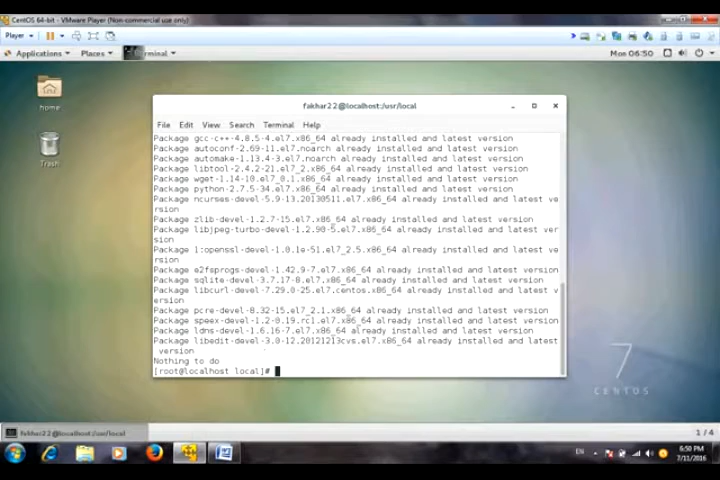 CentOS 64-bit - VMware Player (Non-commercial use only)
Player
Applications Places Terminal Mon 06:50
home
Trash
fakhar22@localhost:/usr/local
File Edit View Search Terminal Help
Package gcc-c++-4.8.5-4.el7.x86_64 already installed and latest version
Package autoconf-2.69-11.el7.noarch already installed and latest version
Package automake-1.13.4-3.el7.noarch already installed and latest version
Package libtool-2.4.2-21.el7_2.x86_64 already installed and latest version
Package wget-1.14-10.el7_0.1.x86_64 already installed and latest version
Package python-2.7.5-34.el7.x86_64 already installed and latest version
Package ncurses-devel-5.9-13.20130511.el7.x86_64 already installed and latest ve
rsion
Package zlib-devel-1.2.7-15.el7.x86_64 already installed and latest version
Package libjpeg-turbo-devel-1.2.90-5.el7.x86_64 already installed and latest ver
sion
Package 1:openssl-devel-1.0.1e-51.el7_2.5.x86_64 already installed and latest ve
rsion
Package e2fsprogs-devel-1.42.9-7.el7.x86_64 already installed and latest version
Package sqlite-devel-3.7.17-8.el7.x86_64 already installed and latest version
Package libcurl-devel-7.29.0-25.el7.centos.x86_64 already installed and latest v
ersion
Package pcre-devel-8.32-15.el7_2.1.x86_64 already installed and latest version
Package speex-devel-1.2-0.19.rc1.el7.x86_64 already installed and latest version
Package ldns-devel-1.6.16-7.el7.x86_64 already installed and latest version
Package libedit-devel-3.0-12.20121213cvs.el7.x86_64 already installed and latest
version
Nothing to do
[root@localhost local]#
7
CENTOS
fakhar22@localhost:/usr/local 1 / 4
EN 6:50 PM
7/11/2016